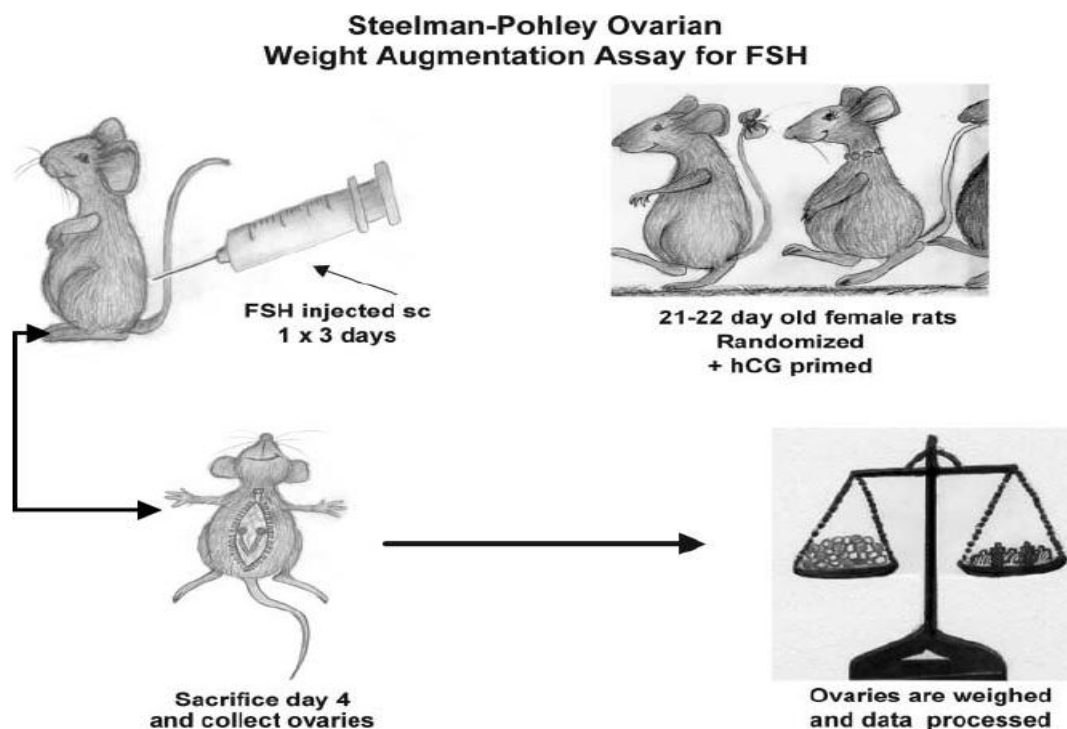 Steelman-Pohley Ovarian
Weight Augmentation Assay for FSH
FSH injected sc
1 x 3 days
21-22 day old female rats
Randomized
+ hCG primed
Sacrifice day 4
and collect ovaries
Ovaries are weighed
and data processed